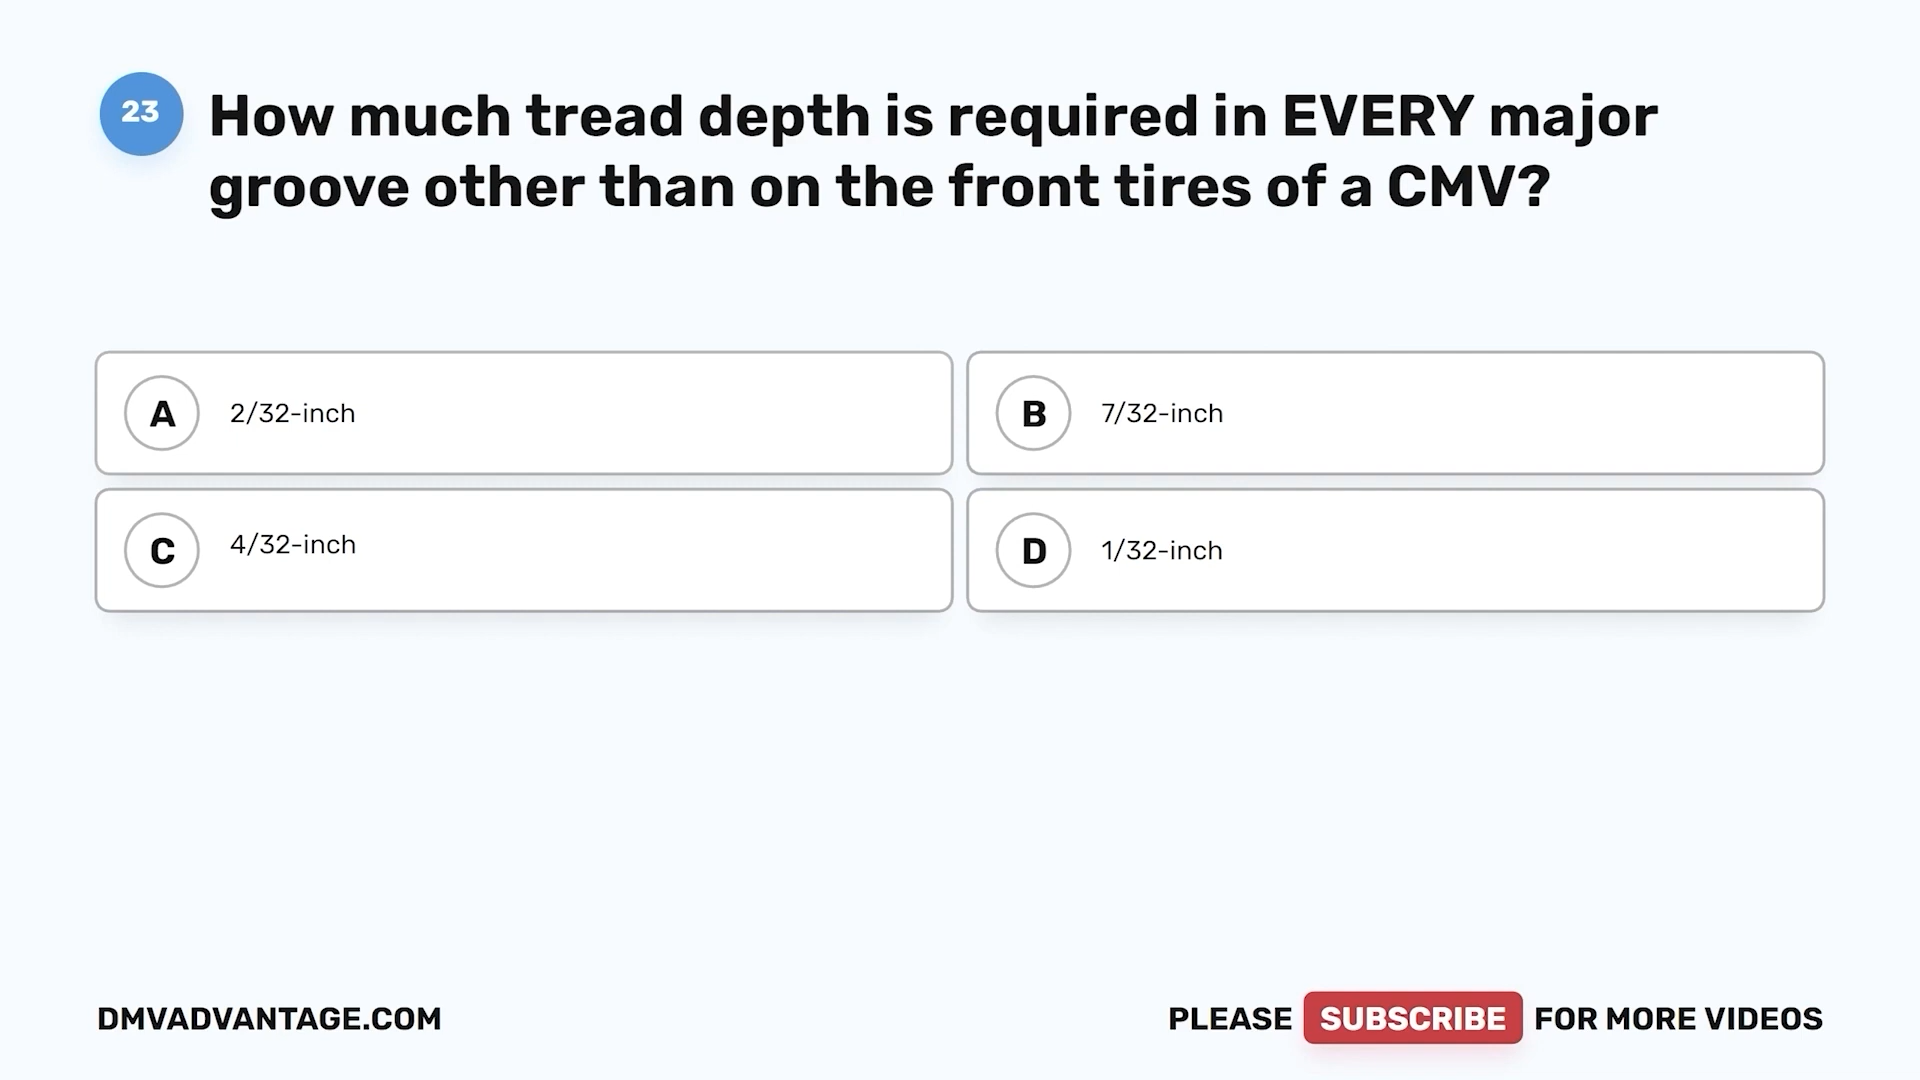 23
How much tread depth is required in EVERY major
groove other than on the front tires of a CMV?
A 2/32-inch
B 7/32-inch
C 4/32-inch
D 1/32-inch
DMVADVANTAGE.COM
PLEASE SUBSCRIBE FOR MORE VIDEOS